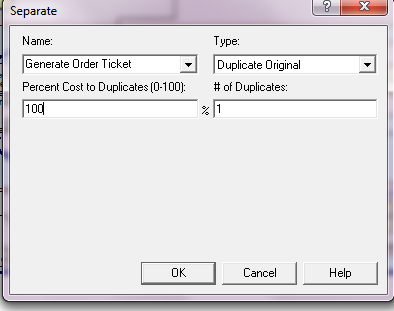 Separate
Name: Type:
Generate Order Ticket Duplicate Original
Percent Cost to Duplicates (0-100): # of Duplicates:
100 % 1
OK Cancel Help